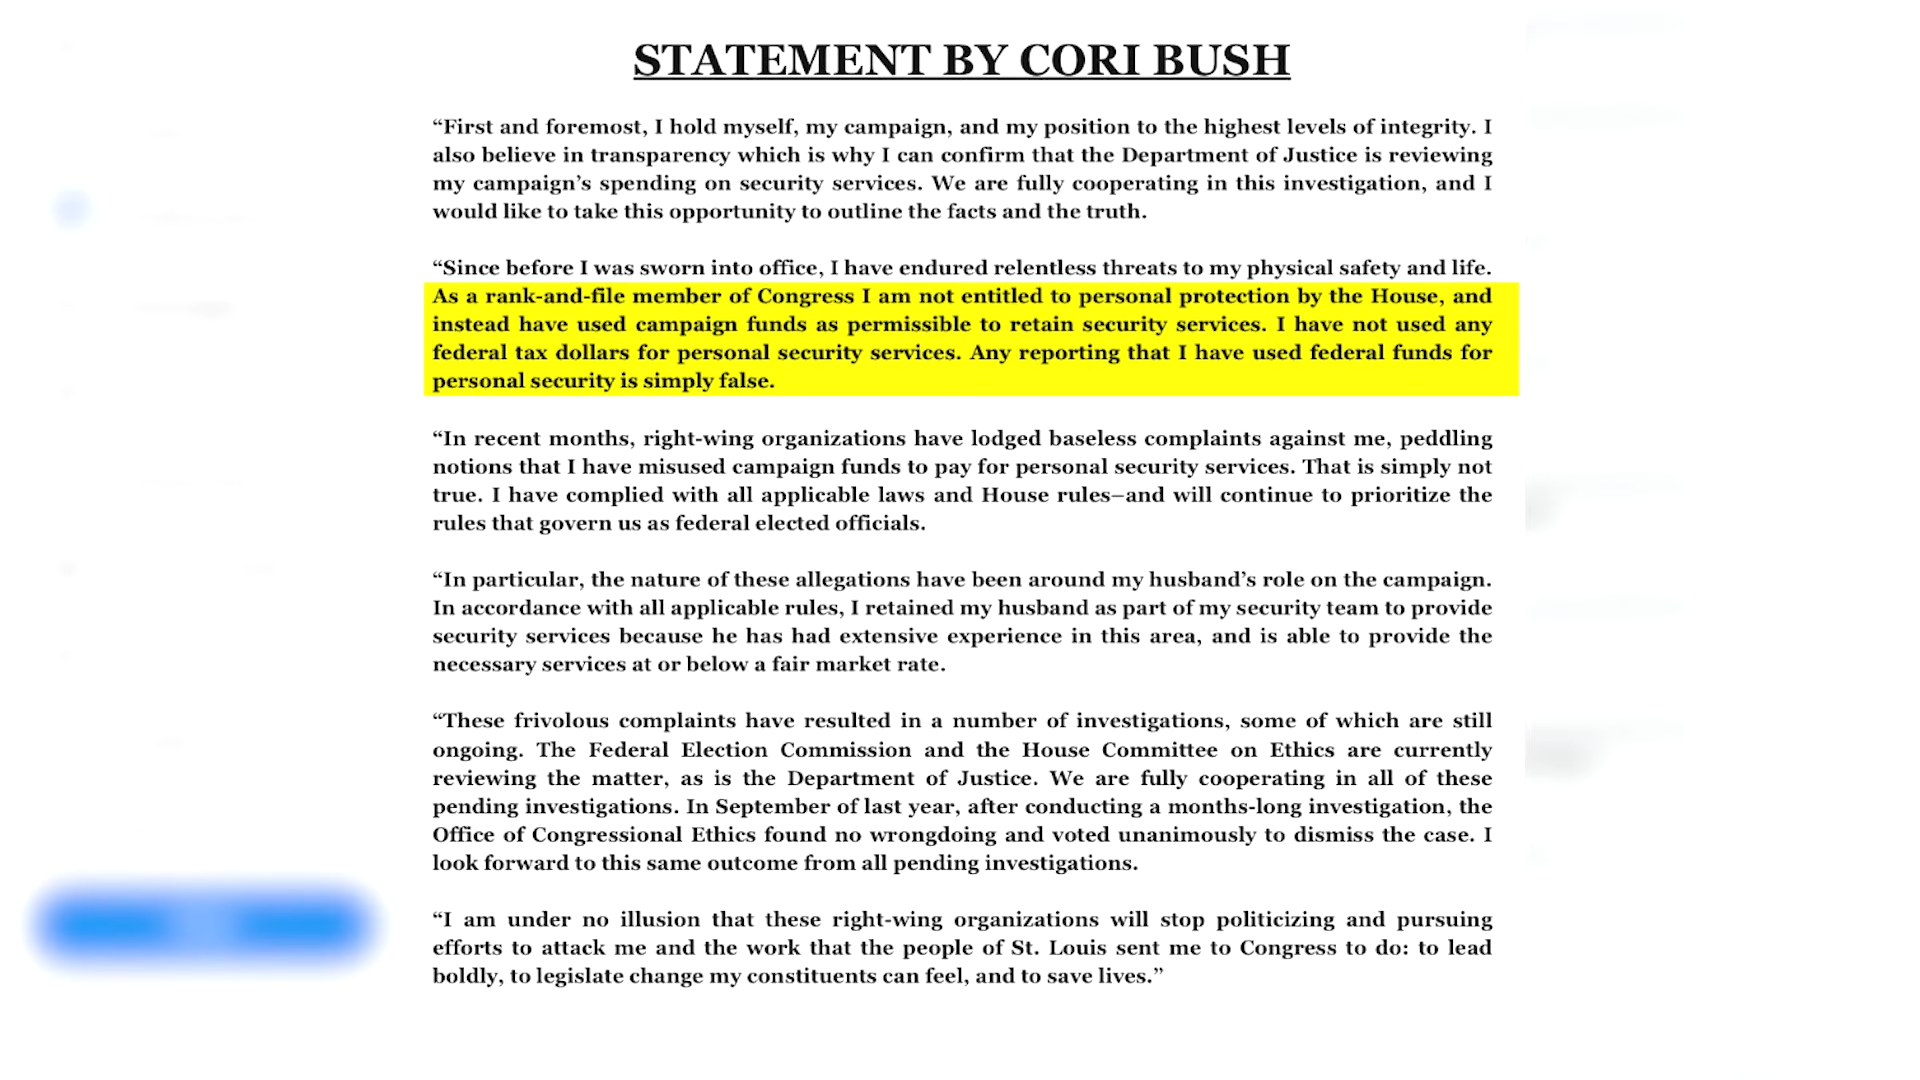 STATEMENT BY CORI BUSH
“First and foremost, I hold myself, my campaign, and my position to the highest levels of integrity. I
also believe in transparency which is why I can confirm that the Department of Justice is reviewing
my campaign’s spending on security services. We are fully cooperating in this investigation, and I
would like to take this opportunity to outline the facts and the truth.
“Since before I was sworn into office, I have endured relentless threats to my physical safety and life.
As a rank-and-file member of Congress I am not entitled to personal protection by the House, and
instead have used campaign funds as permissible to retain security services. I have not used any
federal tax dollars for personal security services. Any reporting that I have used federal funds for
personal security is simply false.
“In recent months, right-wing organizations have lodged baseless complaints against me, peddling
notions that I have misused campaign funds to pay for personal security services. That is simply not
true. I have complied with all applicable laws and House rules–and will continue to prioritize the
rules that govern us as federal elected officials.
“In particular, the nature of these allegations have been around my husband’s role on the campaign.
In accordance with all applicable rules, I retained my husband as part of my security team to provide
security services because he has had extensive experience in this area, and is able to provide the
necessary services at or below a fair market rate.
“These frivolous complaints have resulted in a number of investigations, some of which are still
ongoing. The Federal Election Commission and the House Committee on Ethics are currently
reviewing the matter, as is the Department of Justice. We are fully cooperating in all of these
pending investigations. In September of last year, after conducting a months-long investigation, the
Office of Congressional Ethics found no wrongdoing and voted unanimously to dismiss the case. I
look forward to this same outcome from all pending investigations.
“I am under no illusion that these right-wing organizations will stop politicizing and pursuing
efforts to attack me and the work that the people of St. Louis sent me to Congress to do: to lead
boldly, to legislate change my constituents can feel, and to save lives.”